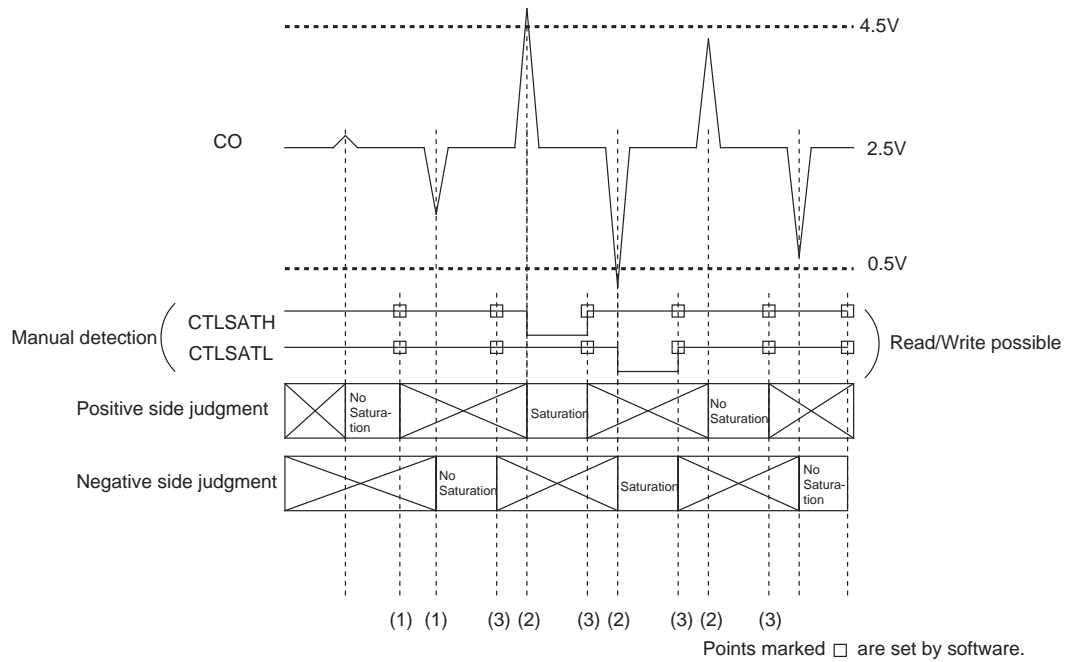 4.5V
CO
2.5V
0.5V
Manual detection
CTLSATH
CTLSATL
Read/Write possible
Positive side judgment
No
Satura-
tion
Saturation
No
Saturation
Negative side judgment
No
Saturation
Saturation
No
Satura-
tion
(1) (1) (3) (2) (3) (2) (3) (2) (3)
Points marked □ are set by software.